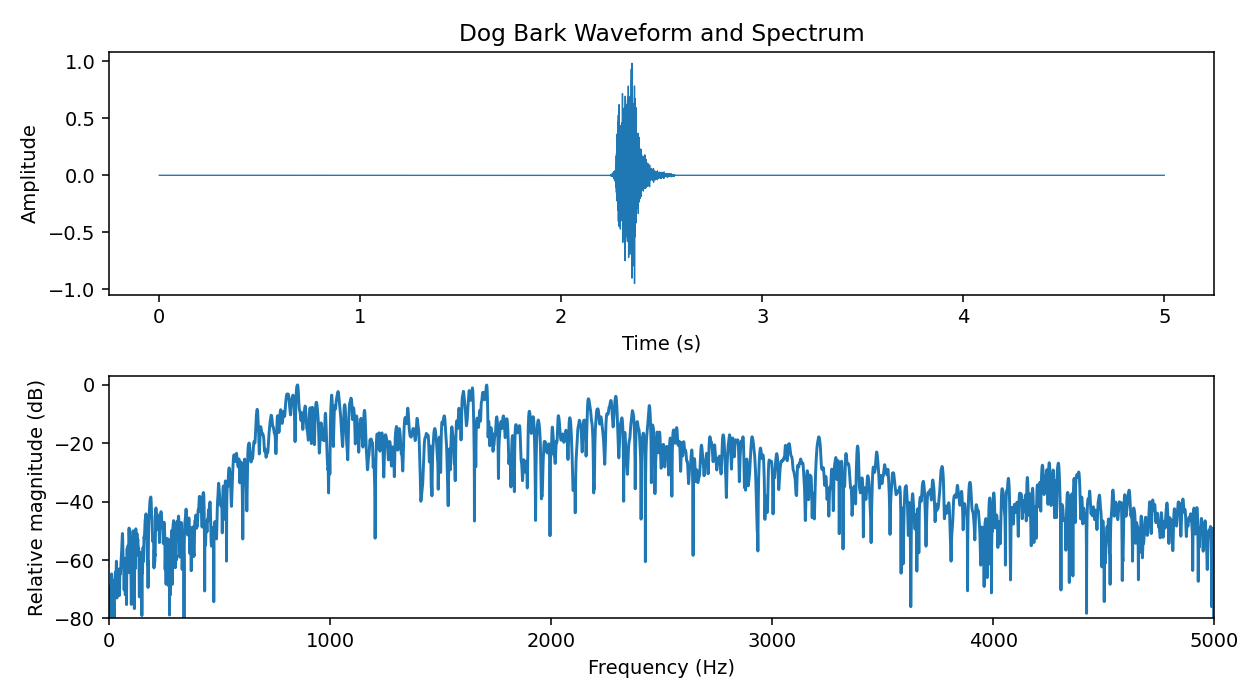 Dog Bark Waveform and Spectrum
1.0
0.5
0.0
−0.5
−1.0
Amplitude
0 1 2 3 4 5
Time (s)
0
−20
−40
−60
−80
Relative magnitude (dB)
0 1000 2000 3000 4000 5000
Frequency (Hz)